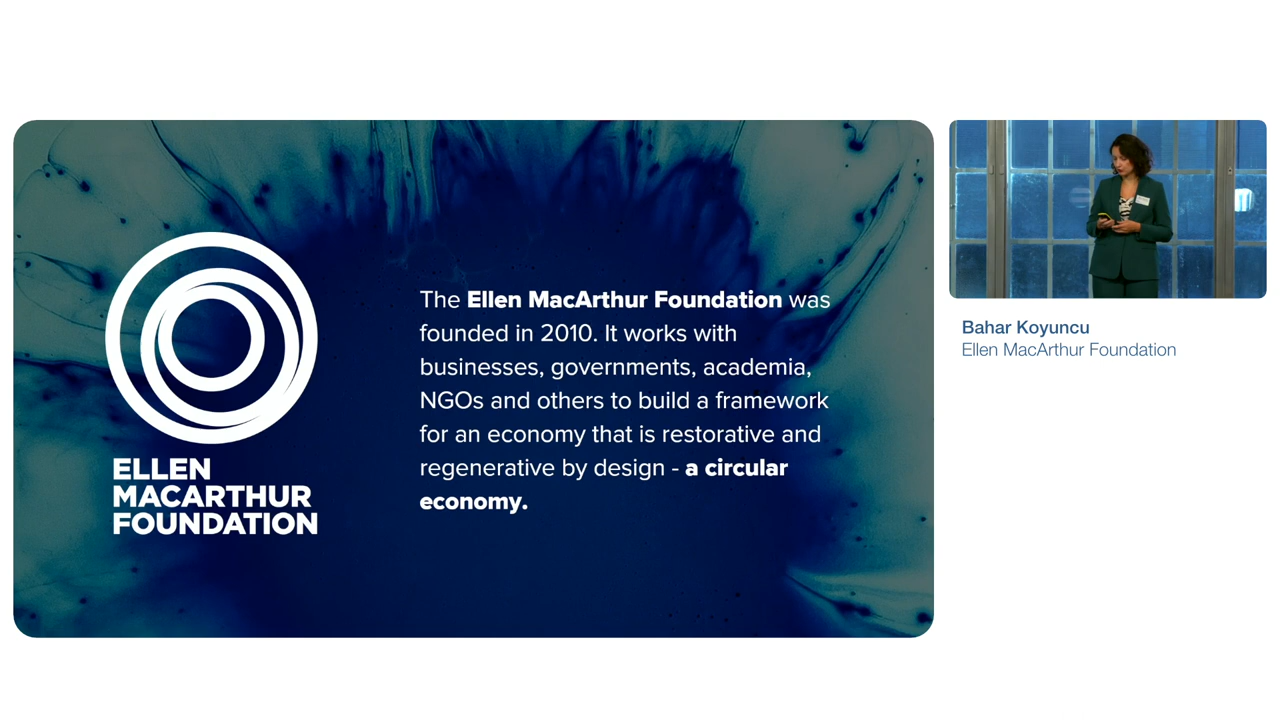 ELLEN
MACARTHUR
FOUNDATION
The Ellen MacArthur Foundation was
founded in 2010. It works with
businesses, governments, academia,
NGOs and others to build a framework
for an economy that is restorative and
regenerative by design - a circular
economy.
Bahar Koyuncu
Ellen MacArthur Foundation